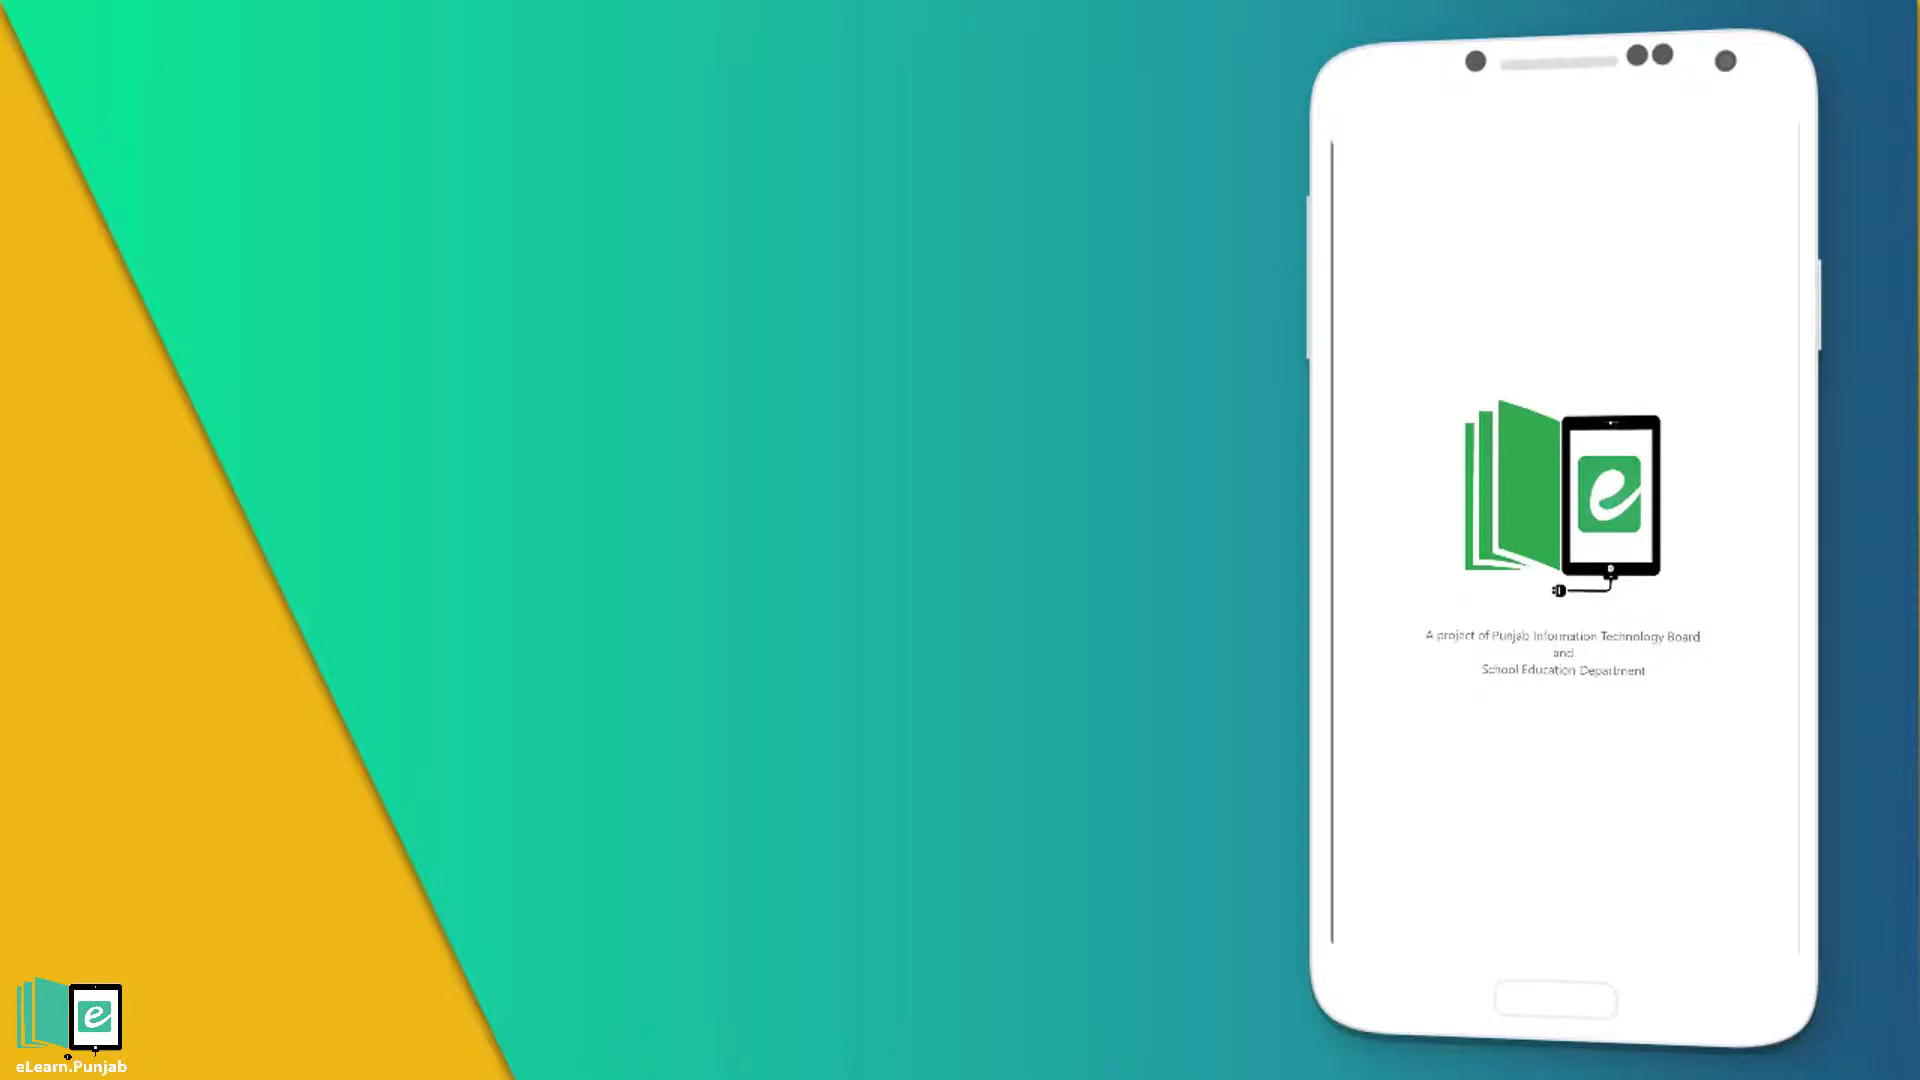 A project of Punjab Information Technology Board
and
School Education Department
e
e
eLearn.Punjab